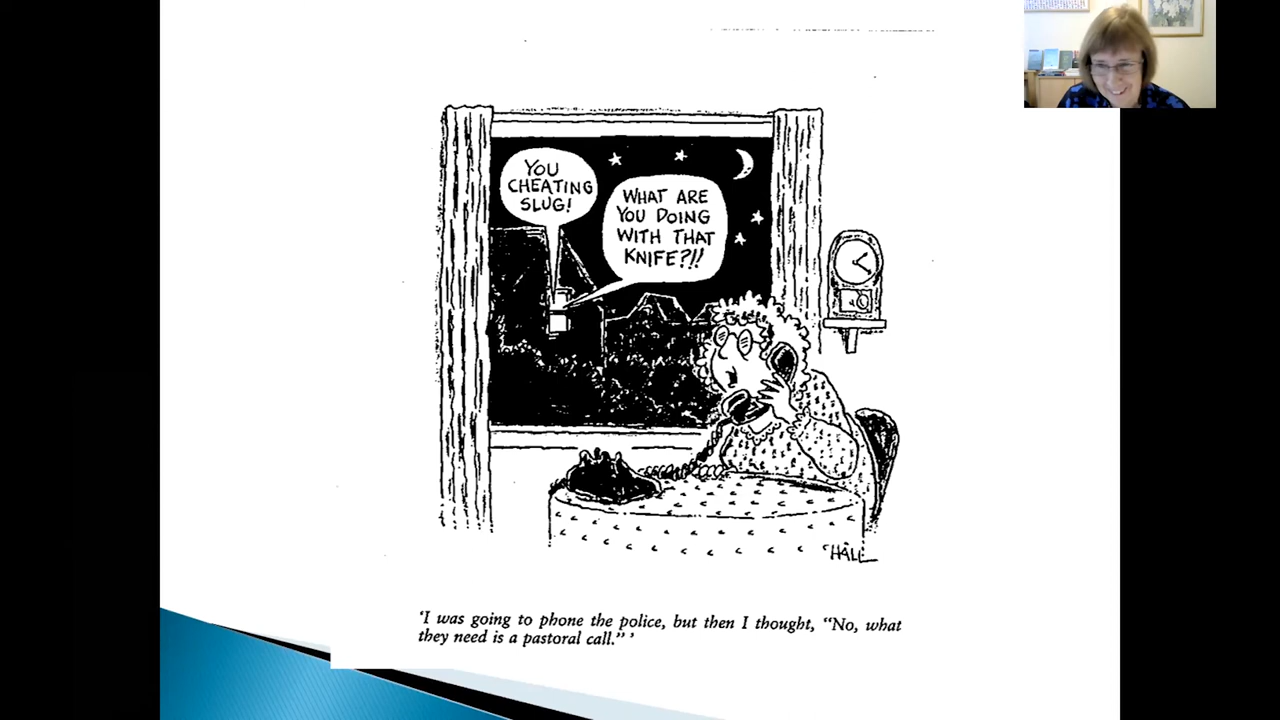 YOU
CHEATING
SLUG!
WHAT ARE
YOU DOING
WITH THAT
KNIFE?!!
HALL
'I was going to phone the police, but then I thought, "No, what
they need is a pastoral call." '